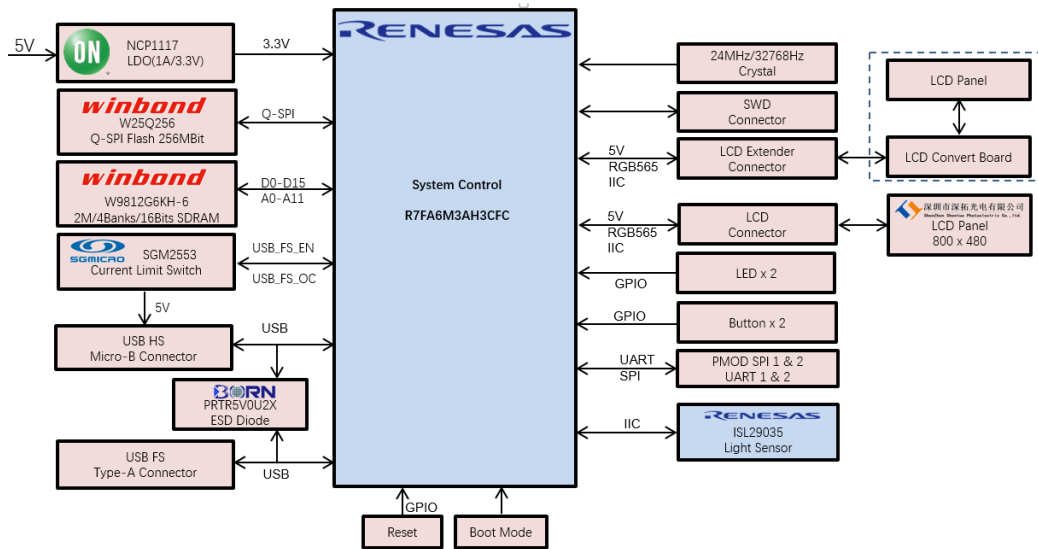 5V
ON
NCP1117
LDO(1A/3.3V)
3.3V
winbond
W25Q256
Q-SPI Flash 256MBit
Q-SPI
winbond
W9812G6KH-6
2M/4Banks/16Bits SDRAM
D0-D15
A0-A11
SGMICRO
SGM2553
Current Limit Switch
USB_FS_EN
USB_FS_OC
5V
USB HS
Micro-B Connector
USB
BORN
PRTR5V0U2X
ESD Diode
USB FS
Type-A Connector
USB
RENESAS
System Control
R7FA6M3AH3CFC
GPIO
Reset
Boot Mode
24MHz/32768Hz
Crystal
SWD
Connector
5V
RGB565
IIC
LCD Extender
Connector
LCD Panel
LCD Convert Board
5V
RGB565
IIC
LCD
Connector
深圳市深拓光电有限公司
ShenZhen Shentuo Photoelectric Co.,ltd
LCD Panel
800 x 480
GPIO
LED x 2
GPIO
Button x 2
UART
SPI
PMOD SPI 1 & 2
UART 1 & 2
IIC
RENESAS
ISL29035
Light Sensor